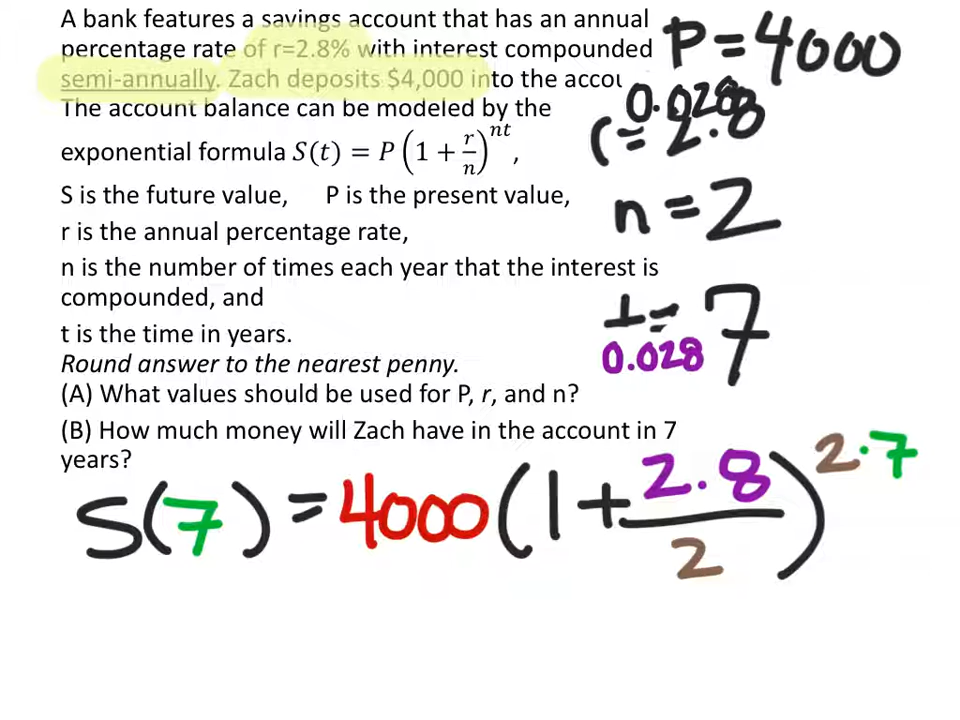 A bank features a savings account that has an annual
percentage rate of r=2.8% with interest compounded
semi-annually. Zach deposits $4,000 into the accou
The account balance can be modeled by the
exponential formula S(t) = P(1 + r/n)^nt,
S is the future value, P is the present value,
r is the annual percentage rate,
n is the number of times each year that the interest is
compounded, and
t is the time in years.
Round answer to the nearest penny.
(A) What values should be used for P, r, and n?
(B) How much money will Zach have in the account in 7
years?
P = 4000
0.028
r = 2.8
n = 2
t = 7
0.028
S(7) = 4000(1 + 2.8/2)^2·7